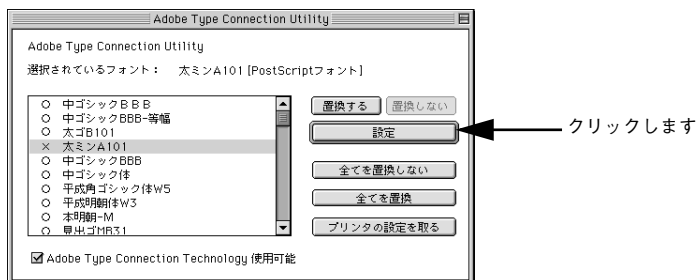 Adobe Type Connection Utility
Adobe Type Connection Utility
選択されているフォント： 太ミンA101 [PostScriptフォント]
○ 中ゴシックＢＢＢ
○ 中ゴシックBBB-等幅
○ 太ゴB101
× 太ミンA101
○ 中ゴシックBBB
○ 中ゴシック体
○ 平成角ゴシック体W5
○ 平成明朝体W3
○ 本明朝-M
○ 見出ゴMB31
置換する 置換しない
設定
クリックします
全てを置換しない
全てを置換
プリンタの設定を取る
Adobe Type Connection Technology 使用可能